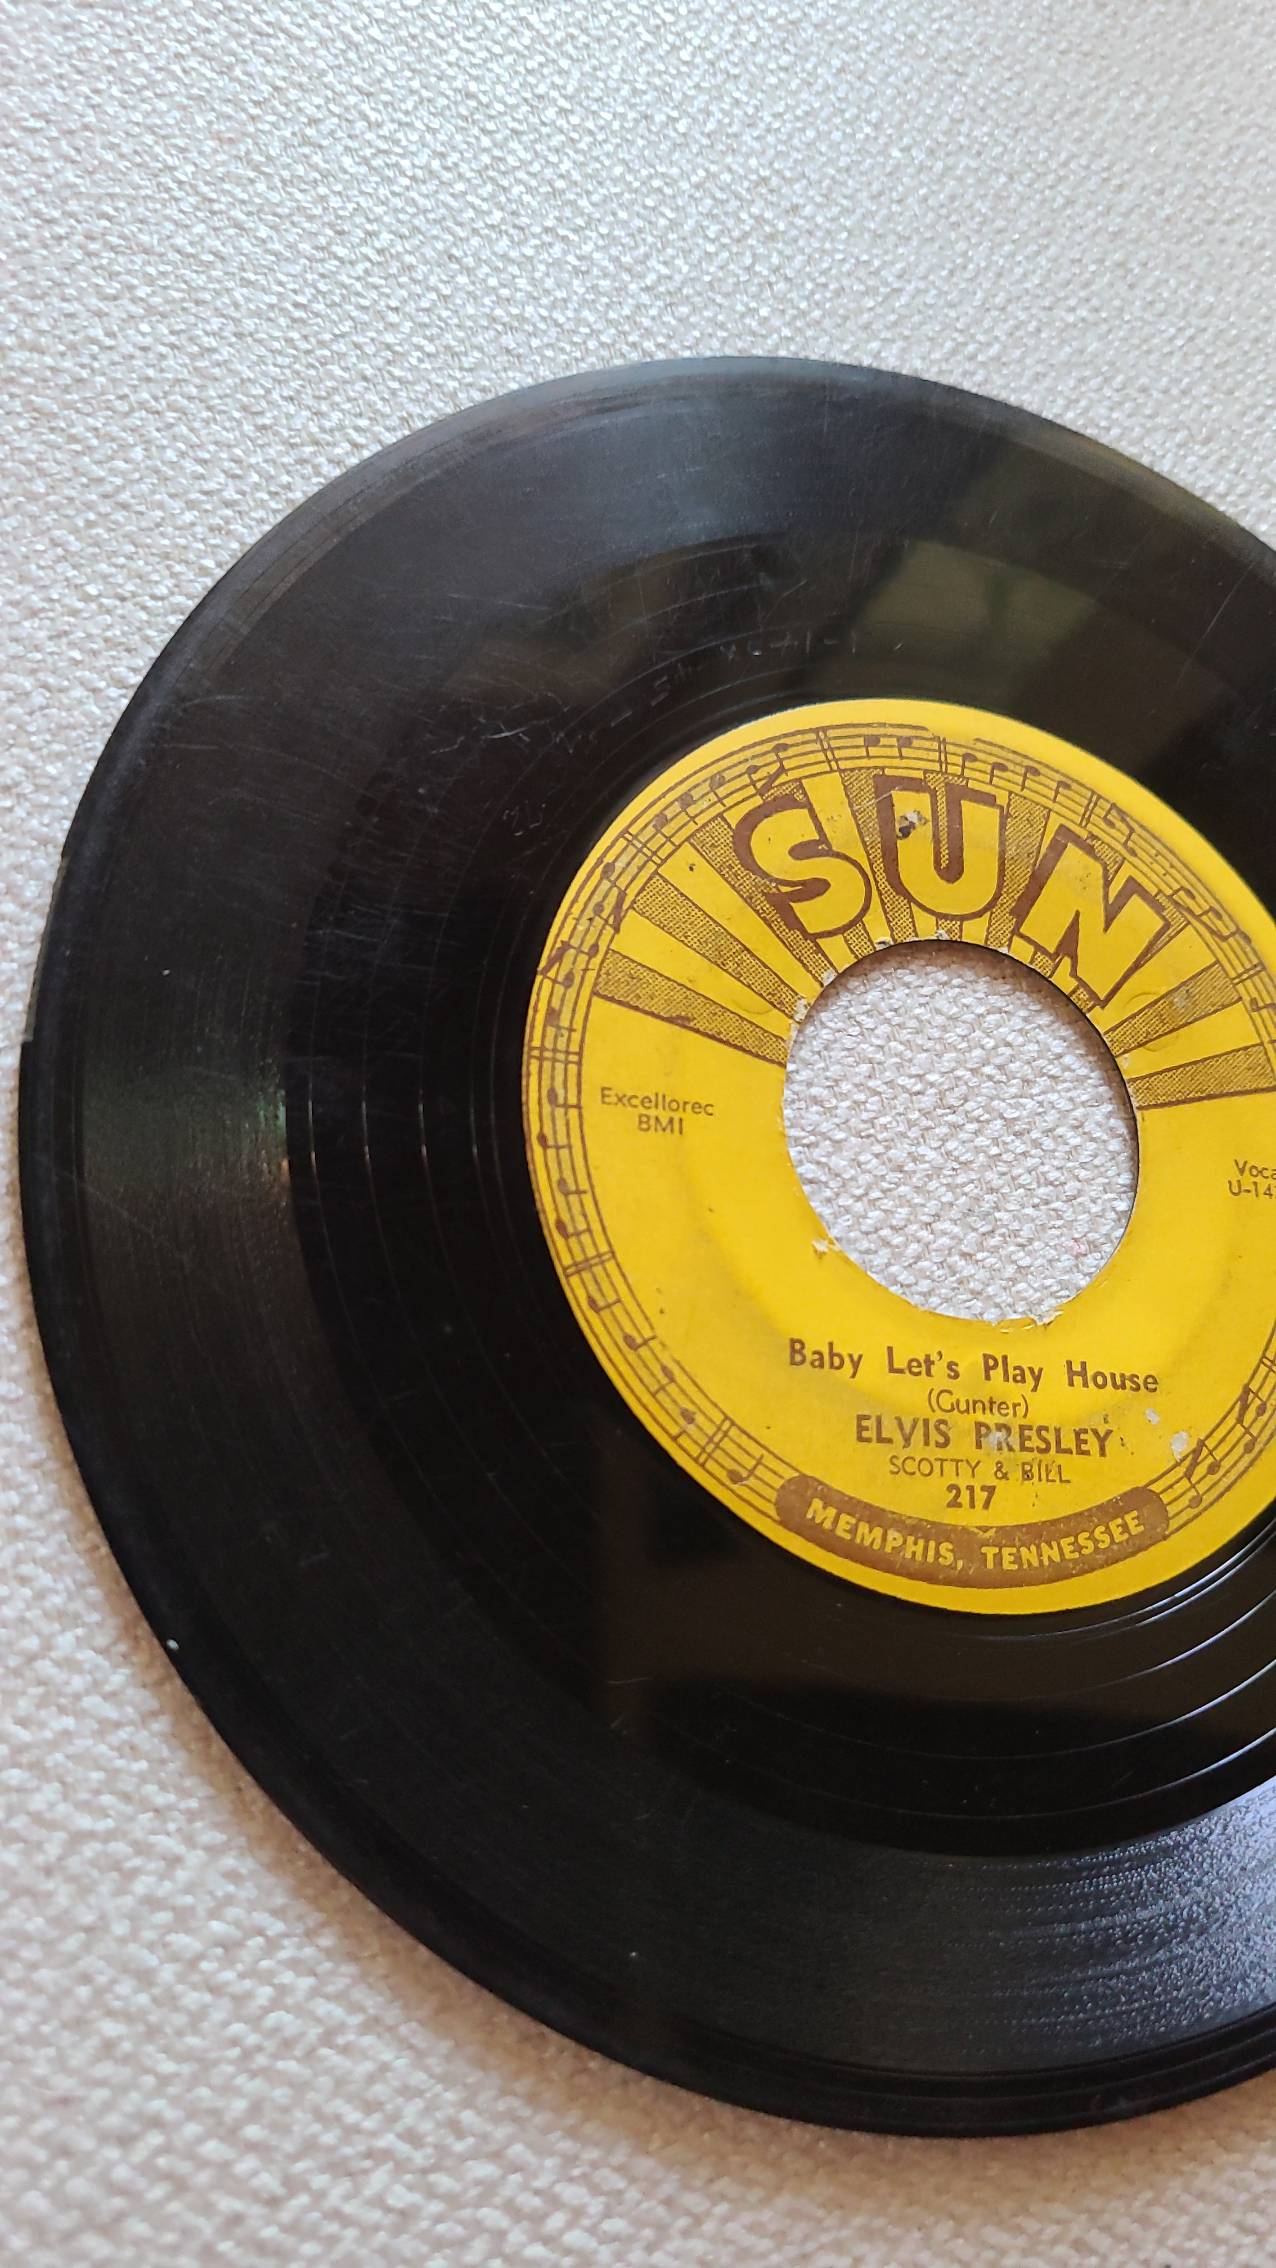 SUN
Excellorec
BMI
Baby Let's Play House
(Gunter)
ELVIS PRESLEY
SCOTTY & BILL
217
MEMPHIS, TENNESSEE